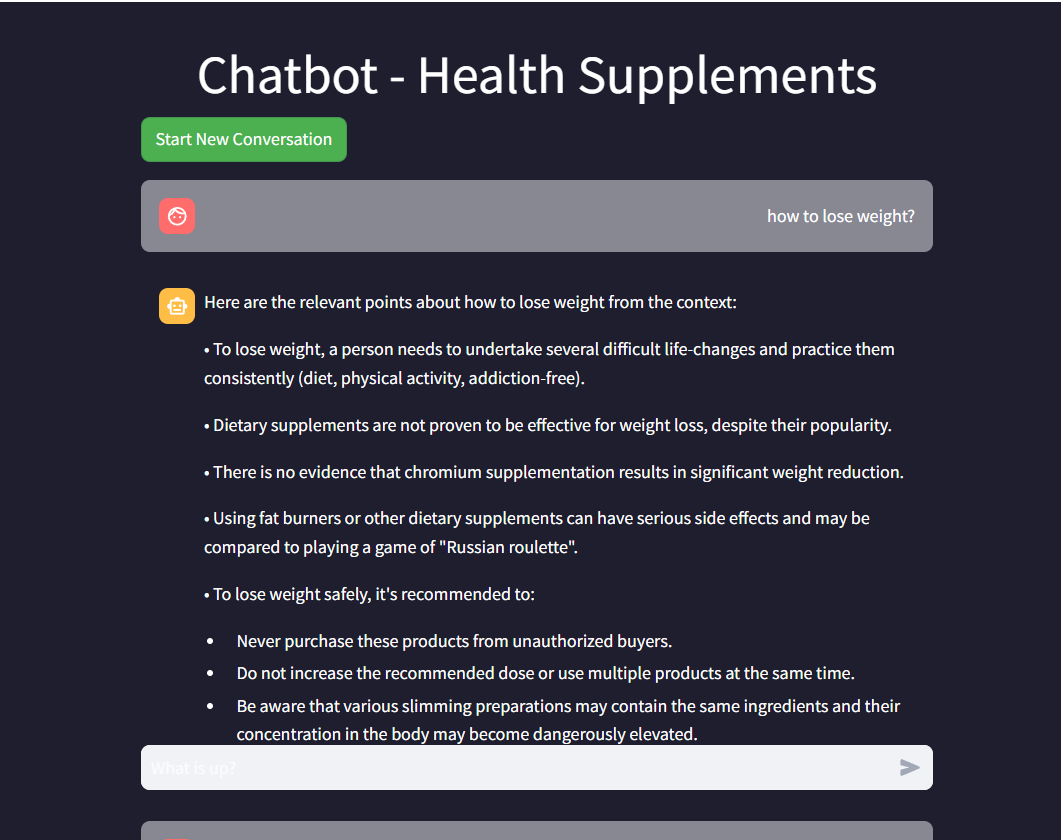 Chatbot - Health Supplements
Start New Conversation
how to lose weight?
Here are the relevant points about how to lose weight from the context:
• To lose weight, a person needs to undertake several difficult life-changes and practice them
consistently (diet, physical activity, addiction-free).
• Dietary supplements are not proven to be effective for weight loss, despite their popularity.
• There is no evidence that chromium supplementation results in significant weight reduction.
• Using fat burners or other dietary supplements can have serious side effects and may be
compared to playing a game of "Russian roulette".
• To lose weight safely, it's recommended to:
• Never purchase these products from unauthorized buyers.
• Do not increase the recommended dose or use multiple products at the same time.
• Be aware that various slimming preparations may contain the same ingredients and their
concentration in the body may become dangerously elevated.
What is up?